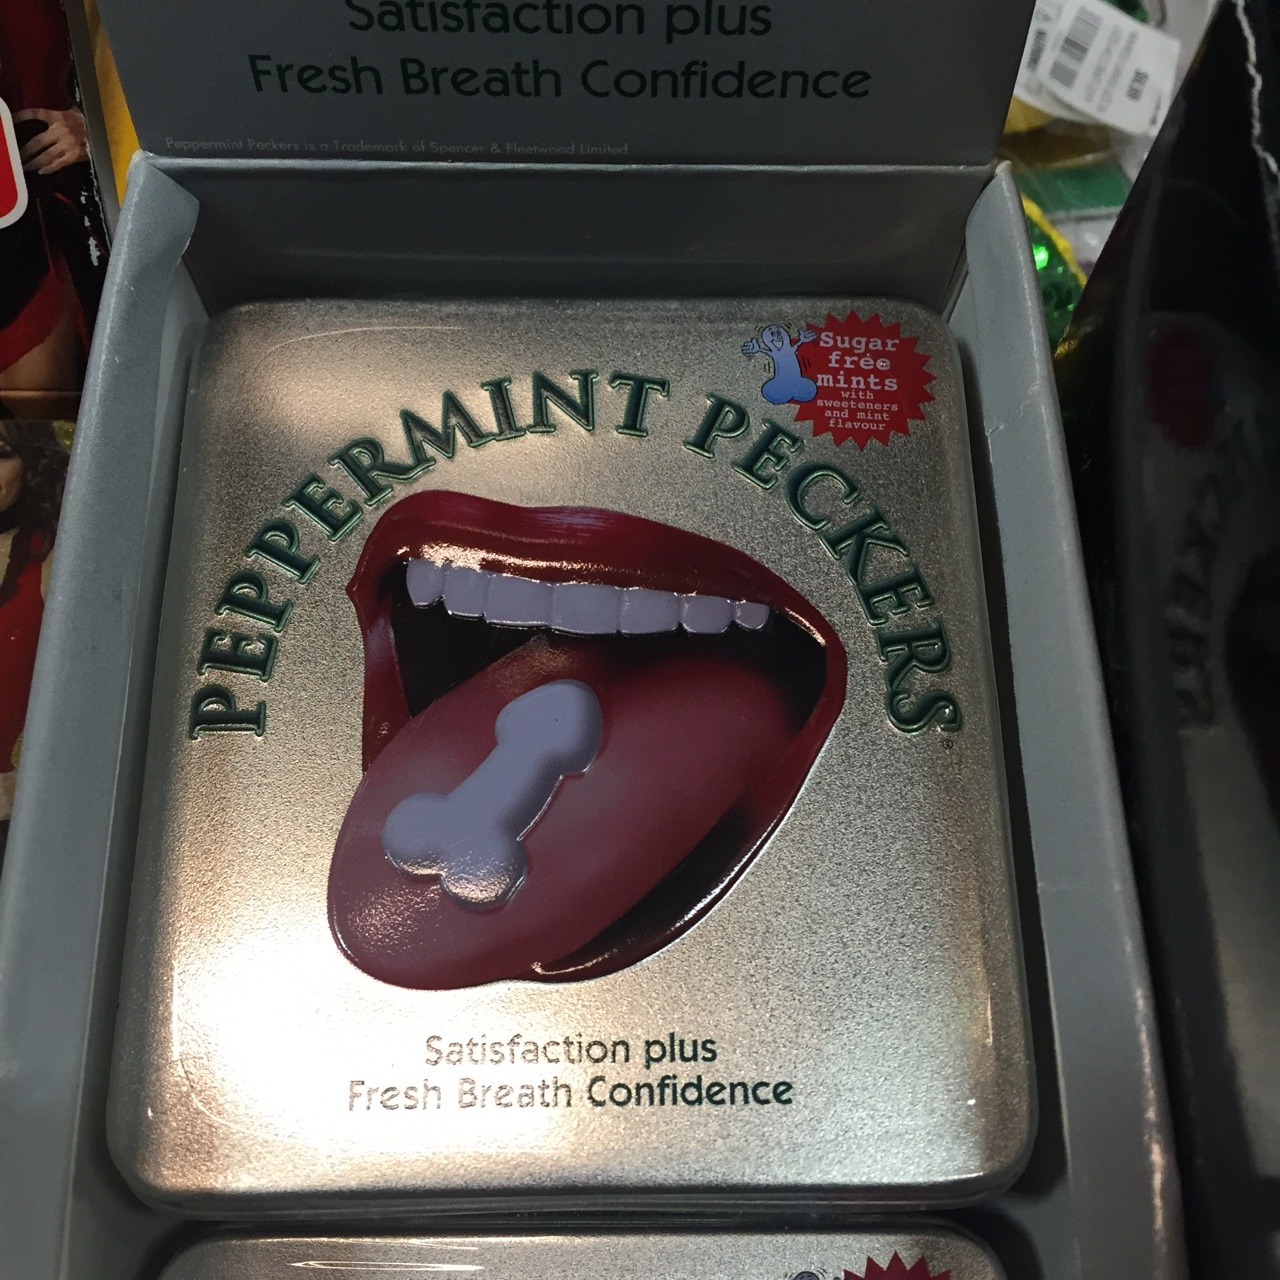 Satisfaction plus
Fresh Breath Confidence
Peppermint Peckers is a Trademark of Spencer & Fleetwood Limited
Sugar
free
mints
with
sweeteners
and mint
flavour
PEPPERMINT PECKERS®
Satisfaction plus
Fresh Breath Confidence